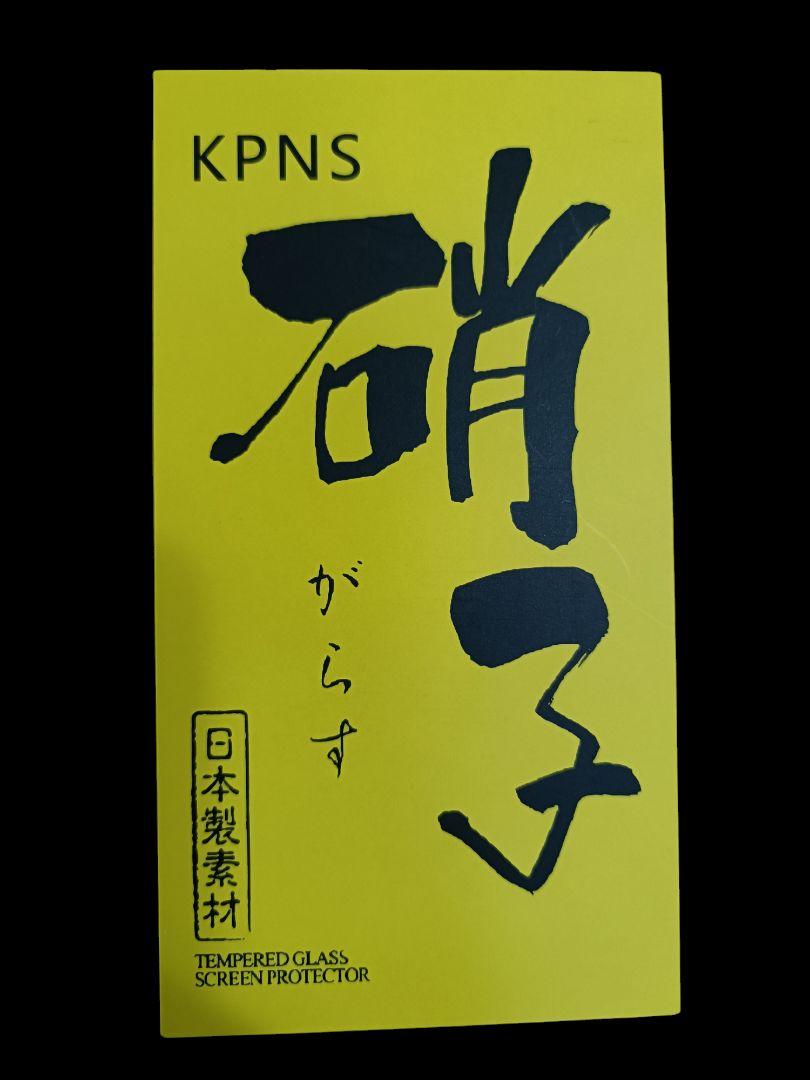 KPNS
硝子
がらす
日本製素材
TEMPERED GLASS
SCREEN PROTECTOR